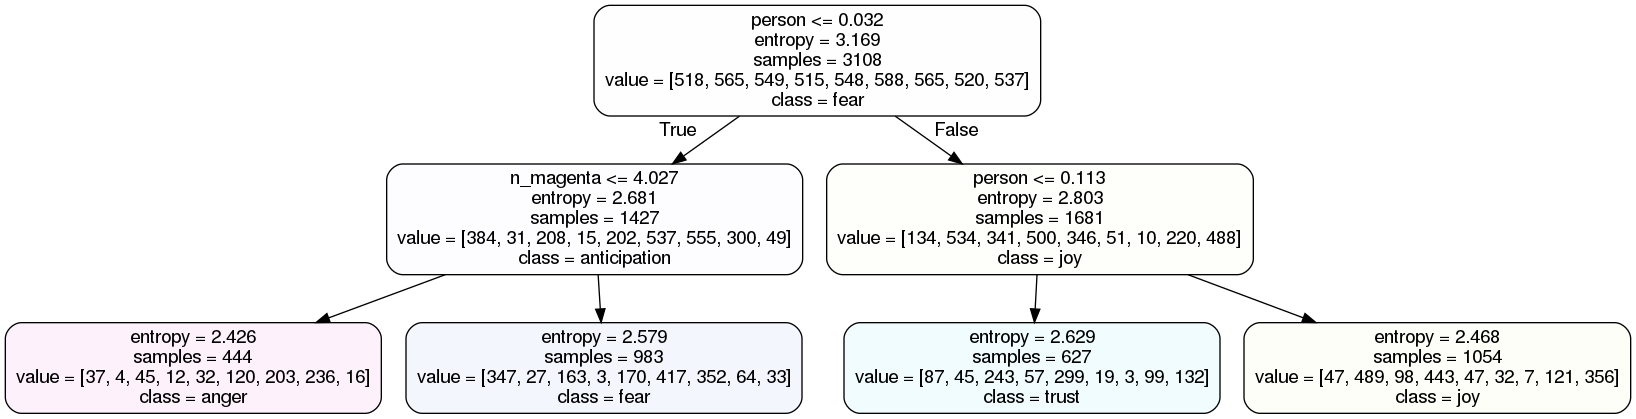 person <= 0.032
entropy = 3.169
samples = 3108
value = [518, 565, 549, 515, 548, 588, 565, 520, 537]
class = fear
True
False
n_magenta <= 4.027
entropy = 2.681
samples = 1427
value = [384, 31, 208, 15, 202, 537, 555, 300, 49]
class = anticipation
person <= 0.113
entropy = 2.803
samples = 1681
value = [134, 534, 341, 500, 346, 51, 10, 220, 488]
class = joy
entropy = 2.426
samples = 444
value = [37, 4, 45, 12, 32, 120, 203, 236, 16]
class = anger
entropy = 2.579
samples = 983
value = [347, 27, 163, 3, 170, 417, 352, 64, 33]
class = fear
entropy = 2.629
samples = 627
value = [87, 45, 243, 57, 299, 19, 3, 99, 132]
class = trust
entropy = 2.468
samples = 1054
value = [47, 489, 98, 443, 47, 32, 7, 121, 356]
class = joy